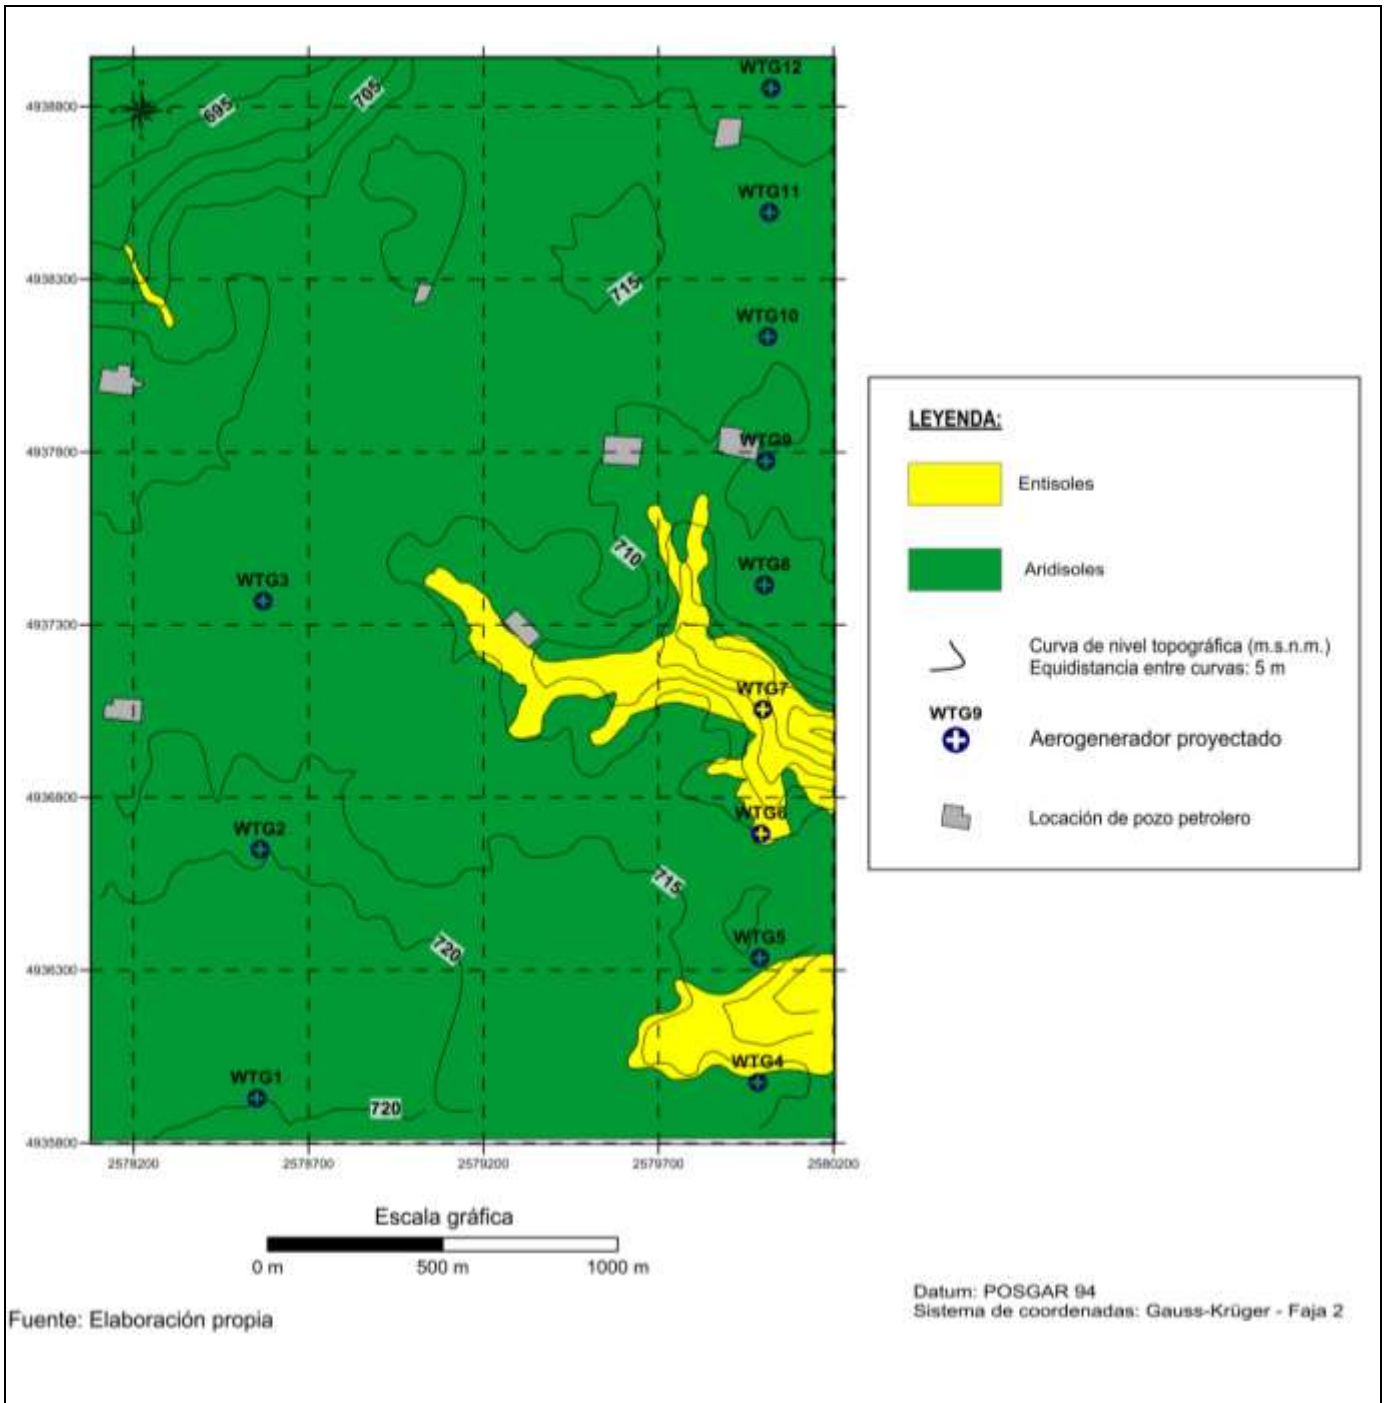 WTG12
4938800
695
705
WTG11
4938300
715
WTG10
4937800
WTG9
710
WTG8
WTG3
4937300
WTG7
4936800
WTG2
WTG6
715
720
WTG5
4936300
WTG4
WTG1
720
4935800
2578200
2578700
2579200
2579700
2580200
LEYENDA:
Entisoles
Aridisoles
Curva de nivel topográfica (m.s.n.m.)
Equidistancia entre curvas: 5 m
WTG9
Aerogenerador proyectado
Locación de pozo petrolero
Escala gráfica
0 m
500 m
1000 m
Datum: POSGAR 94
Sistema de coordenadas: Gauss-Krüger - Faja 2
Fuente: Elaboración propia